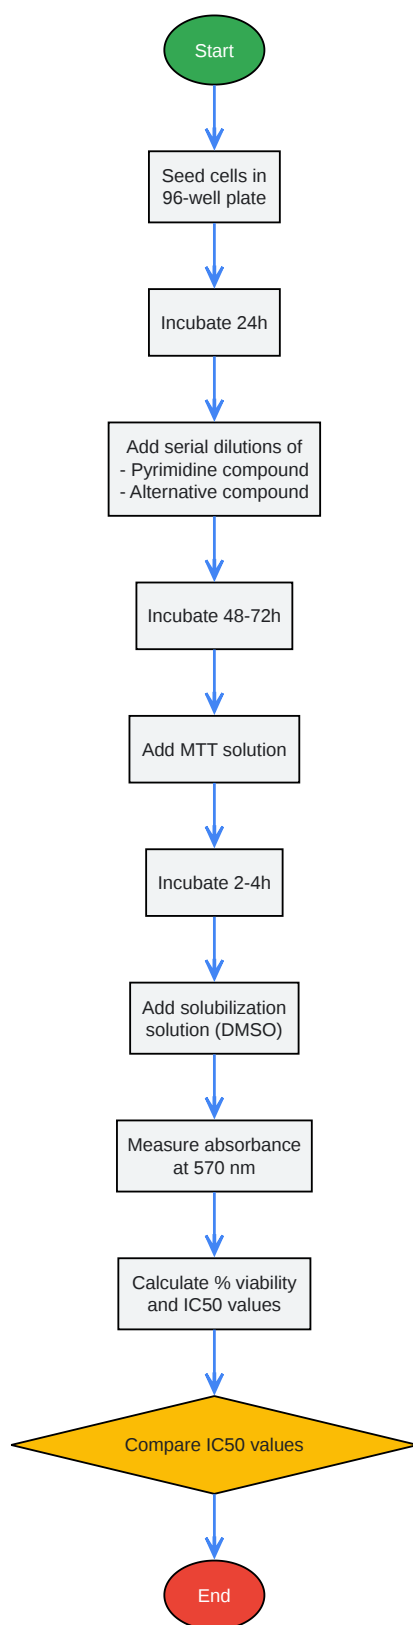 Start
Seed cells in
96-well plate
Incubate 24h
Add serial dilutions of
- Pyrimidine compound
- Alternative compound
Incubate 48-72h
Add MTT solution
Incubate 2-4h
Add solubilization
solution (DMSO)
Measure absorbance
at 570 nm
Calculate % viability
and IC50 values
Compare IC50 values
End